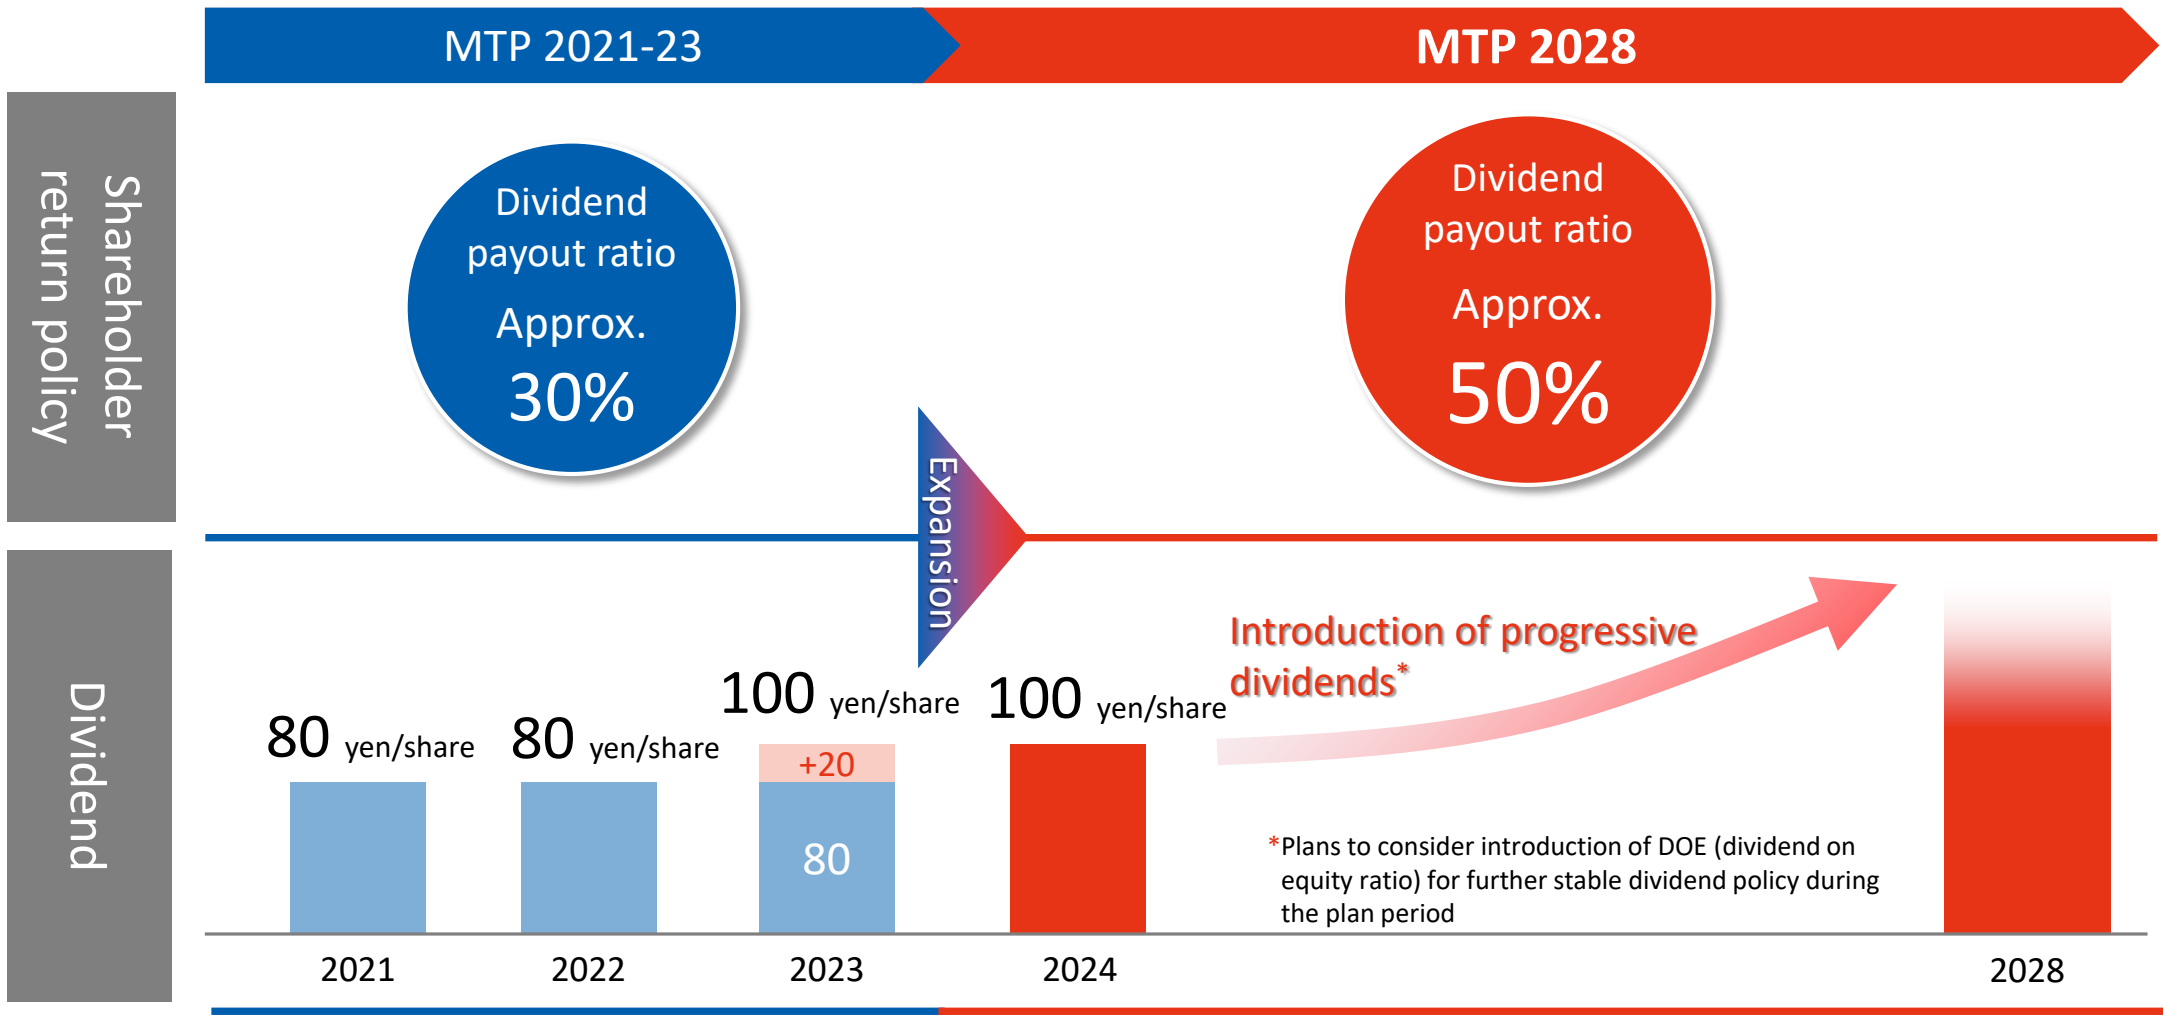 MTP 2021-23
MTP 2028
Shareholder
return policy
Dividend
payout ratio
Approx.
30%
Dividend
payout ratio
Approx.
50%
Expansion
Dividend
80 yen/share
80 yen/share
100 yen/share
100 yen/share
+20
80
Introduction of progressive
dividends*
*Plans to consider introduction of DOE (dividend on
equity ratio) for further stable dividend policy during
the plan period
2021
2022
2023
2024
2028